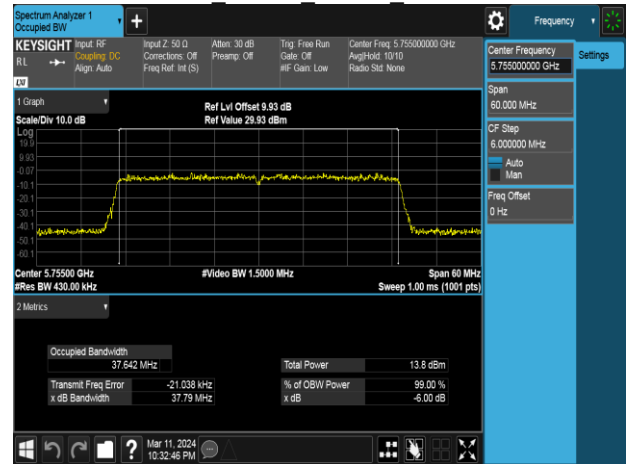 Spectrum Analyzer 1
Occupied BW
Frequency
KEYSIGHT
RL
LXI
Input: RF
Coupling: DC
Align: Auto
Input Z: 50 Ω
Corrections: Off
Freq Ref: Int (S)
Atten: 30 dB
Preamp: Off
Trig: Free Run
Gate: Off
#IF Gain: Low
Center Freq: 5.755000000 GHz
Avg|Hold: 10/10
Radio Std: None
Center Frequency
5.755000000 GHz
Settings
Span
60.000 MHz
CF Step
6.000000 MHz
Auto
Man
Freq Offset
0 Hz
1 Graph
Scale/Div 10.0 dB
Ref Lvl Offset 9.93 dB
Ref Value 29.93 dBm
Log
19.9
9.93
-0.07
-10.1
-20.1
-30.1
-40.1
-50.1
-60.1
Center 5.75500 GHz
#Video BW 1.5000 MHz
Span 60 MHz
#Res BW 430.00 kHz
Sweep 1.00 ms (1001 pts)
2 Metrics
Occupied Bandwidth
37.642 MHz
Total Power 13.8 dBm
Transmit Freq Error -21.038 kHz
% of OBW Power 99.00 %
x dB Bandwidth 37.79 MHz
x dB -6.00 dB
Mar 11, 2024
10:32:46 PM